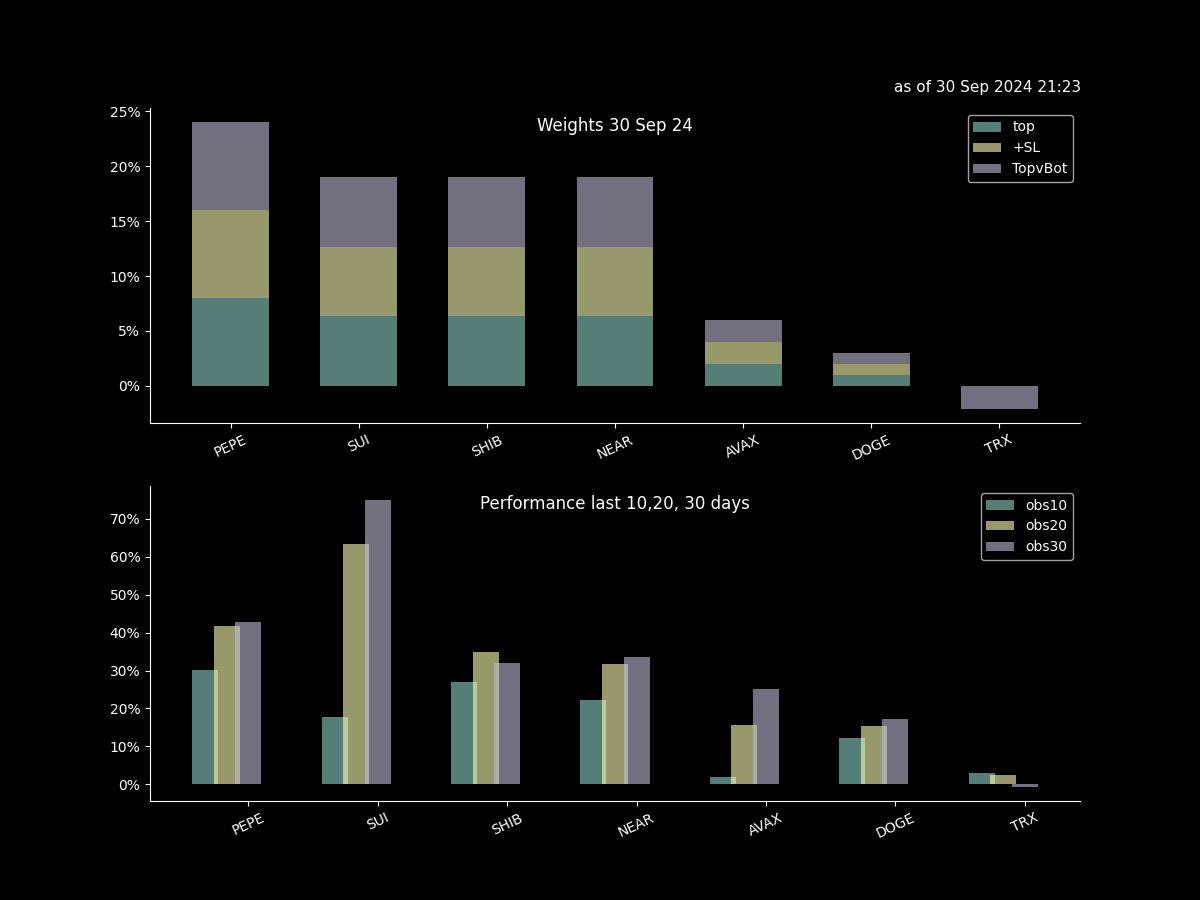 as of 30 Sep 2024 21:23
Weights 30 Sep 24
top
+SL
TopvBot
25%
20%
15%
10%
5%
0%
PEPE SUI SHIB NEAR AVAX DOGE TRX
Performance last 10,20, 30 days
obs10
obs20
obs30
70%
60%
50%
40%
30%
20%
10%
0%
PEPE SUI SHIB NEAR AVAX DOGE TRX